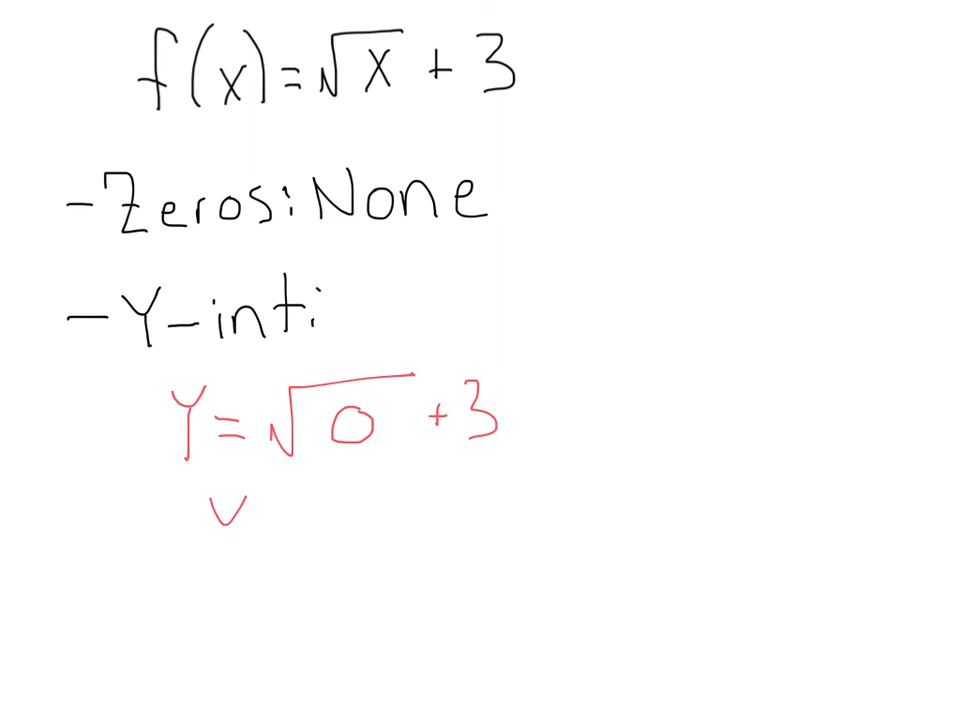 f(x)=√x + 3
-Zeros: None
-Y-int:
Y=√0 +3